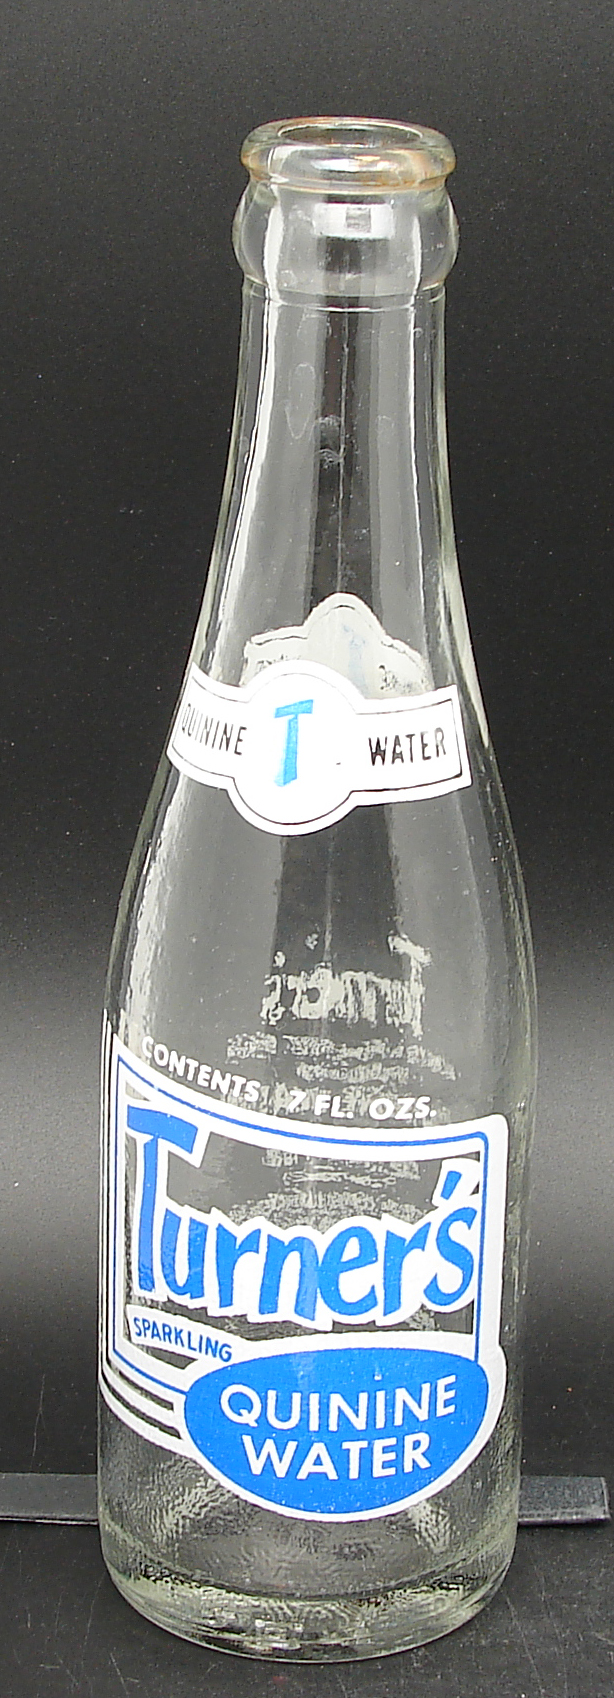 QUININE T WATER
CONTENTS 7 FL. OZS.
Turner's
SPARKLING
QUININE
WATER